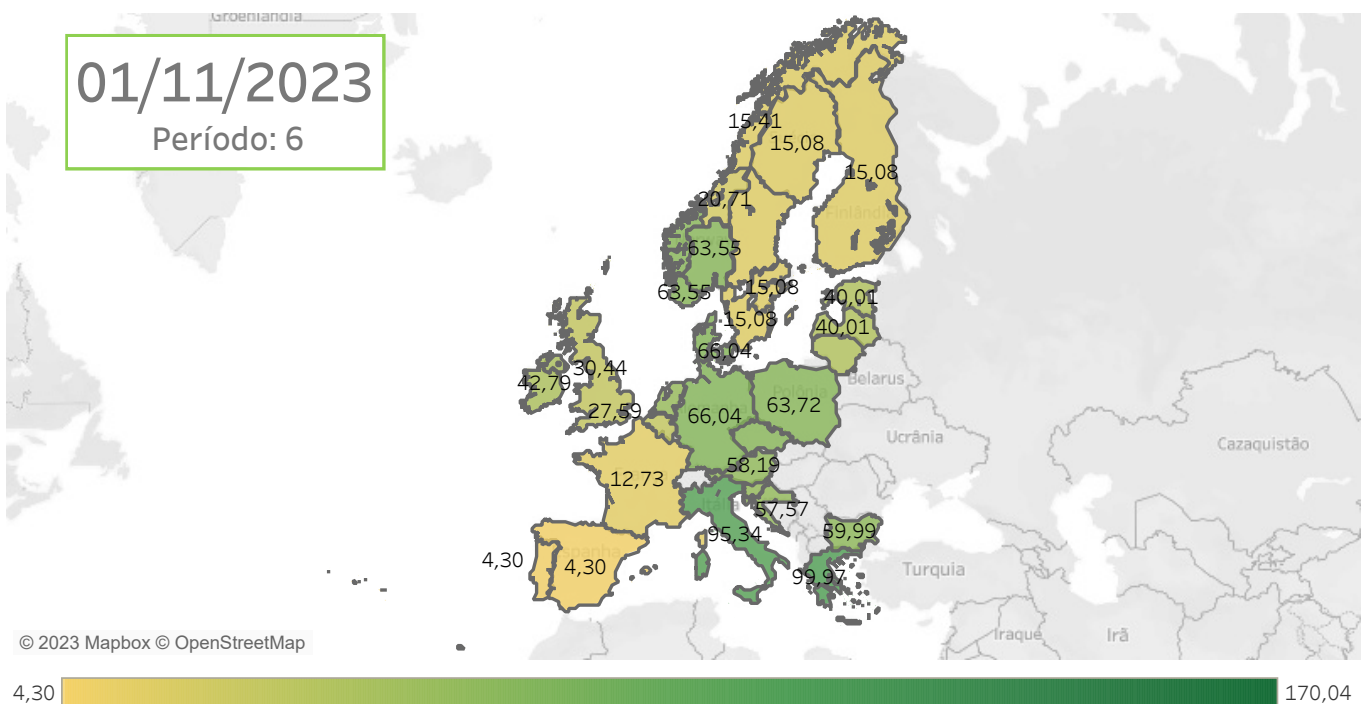 Groenlândia
01/11/2023
Período: 6
15,41
15,08
15,08
Finlândia
20,71
63,55
63,55
15,08
15,08
40,01
40,01
66,04
30,44
42,79
27,59
66,04
Polônia
63,72
Belarus
Ucrânia
Cazaquistão
12,73
58,19
57,57
Itália
95,34
59,99
99,97
4,30
Espanha
4,30
Turquia
Iraque
Irã
© 2023 Mapbox © OpenStreetMap
4,30
170,04